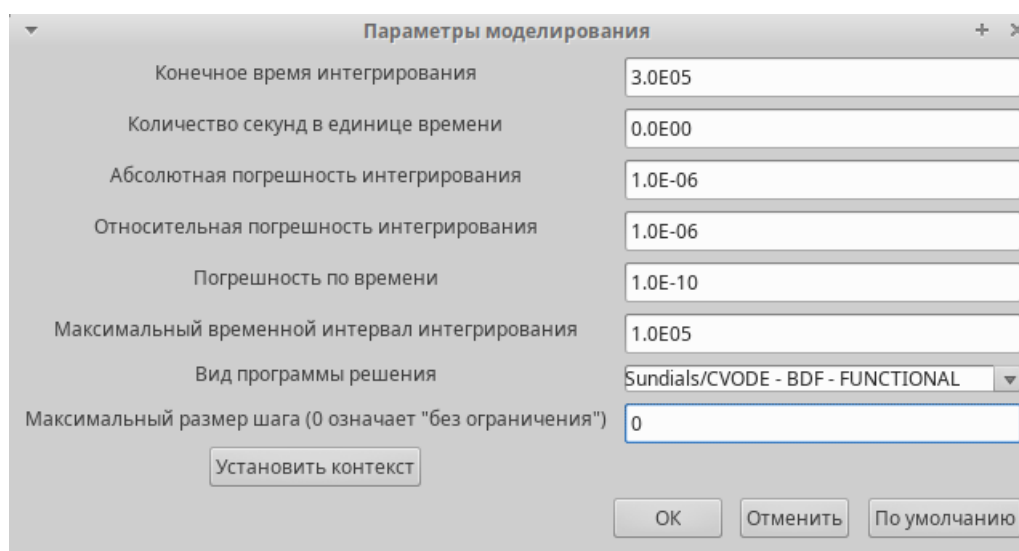 Параметры моделирования
Конечное время интегрирования 3.0E05
Количество секунд в единице времени 0.0E00
Абсолютная погрешность интегрирования 1.0E-06
Относительная погрешность интегрирования 1.0E-06
Погрешность по времени 1.0E-10
Максимальный временной интервал интегрирования 1.0E05
Вид программы решения Sundials/CVODE - BDF - FUNCTIONAL
Максимальный размер шага (0 означает "без ограничения") 0
Установить контекст
ОК Отменить По умолчанию